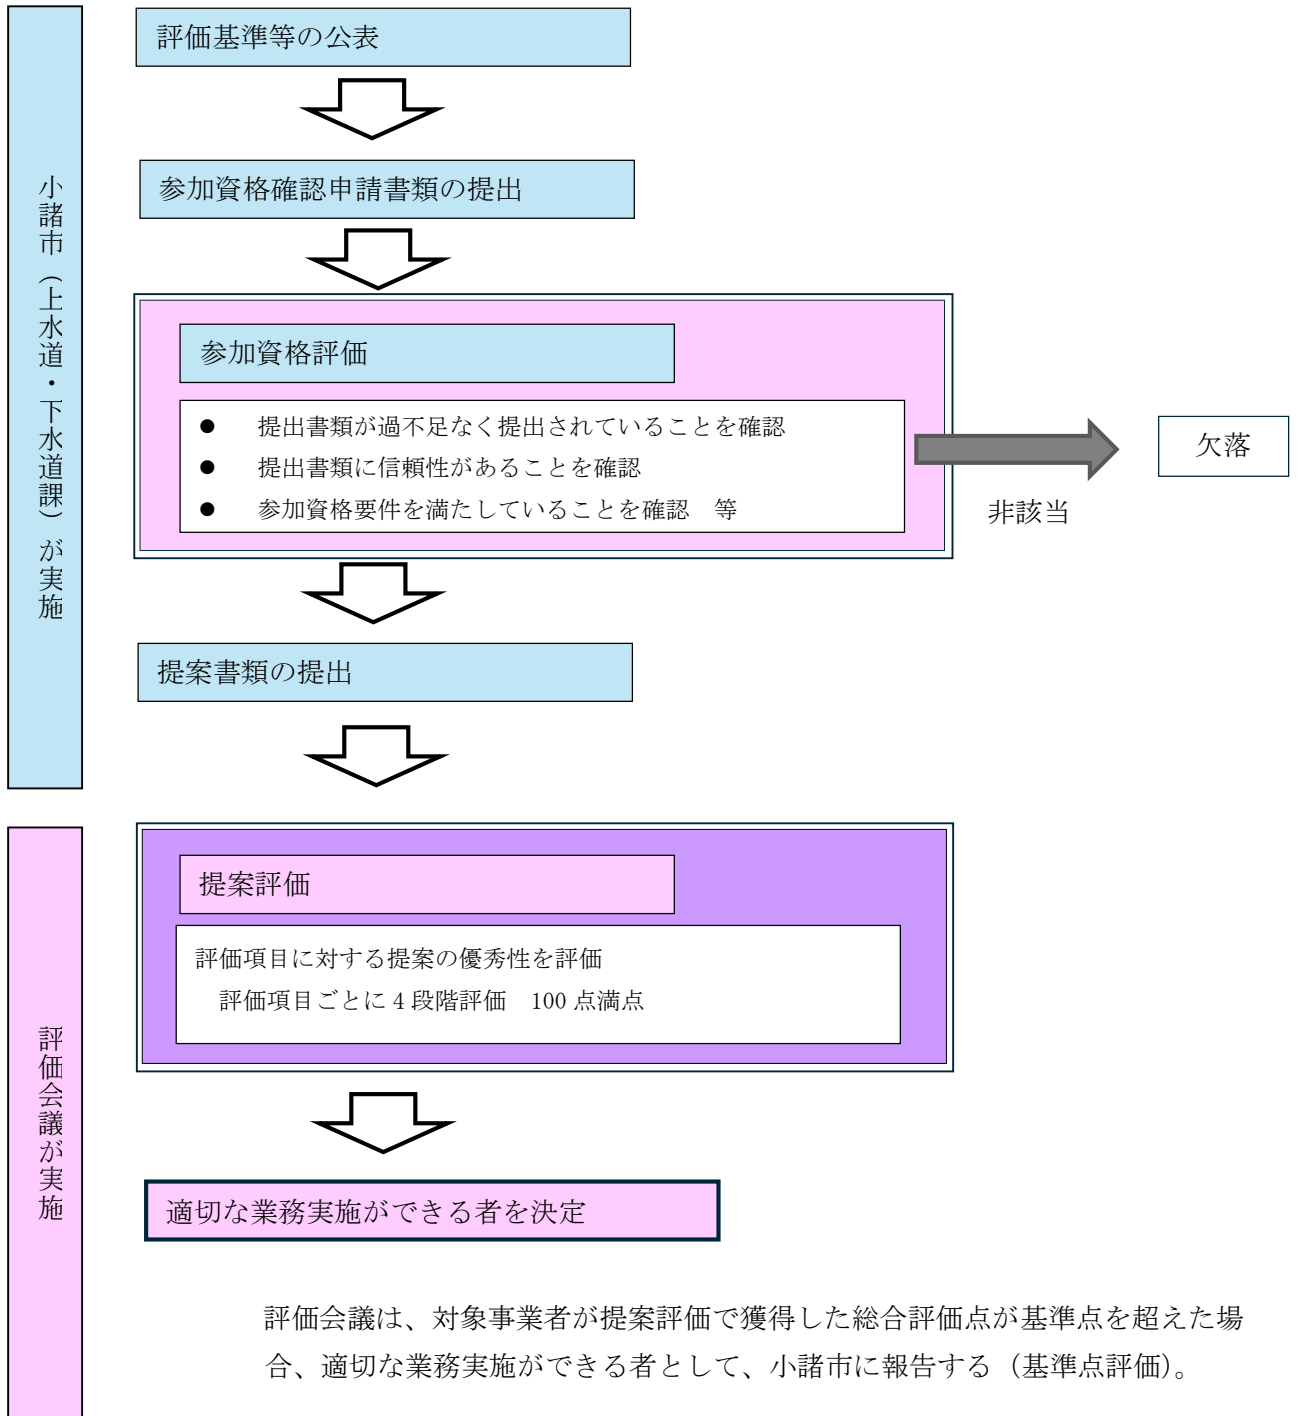 小諸市（上水道・下水道課）が実施
評価基準等の公表
参加資格確認申請書類の提出
参加資格評価
● 提出書類が過不足なく提出されていることを確認
● 提出書類に信頼性があることを確認
● 参加資格要件を満たしていることを確認　等
欠落
非該当
提案書類の提出
評価会議が実施
提案評価
評価項目に対する提案の優秀性を評価
評価項目ごとに 4 段階評価　100 点満点
適切な業務実施ができる者を決定
評価会議は、対象事業者が提案評価で獲得した総合評価点が基準点を超えた場
合、適切な業務実施ができる者として、小諸市に報告する（基準点評価）。